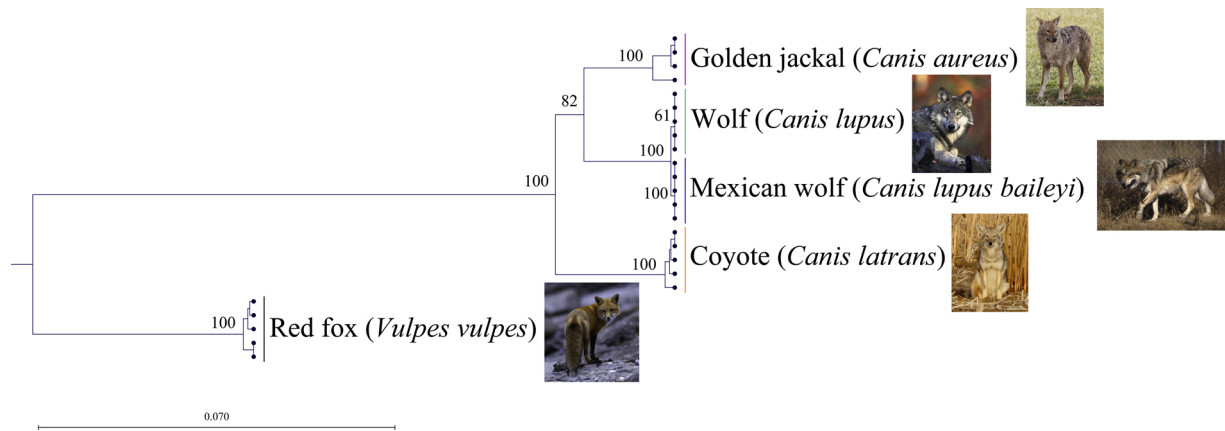 100
Golden jackal (Canis aureus)
82
61
Wolf (Canis lupus)
100
100
100
Mexican wolf (Canis lupus baileyi)
100
Coyote (Canis latrans)
100
Red fox (Vulpes vulpes)
0.070